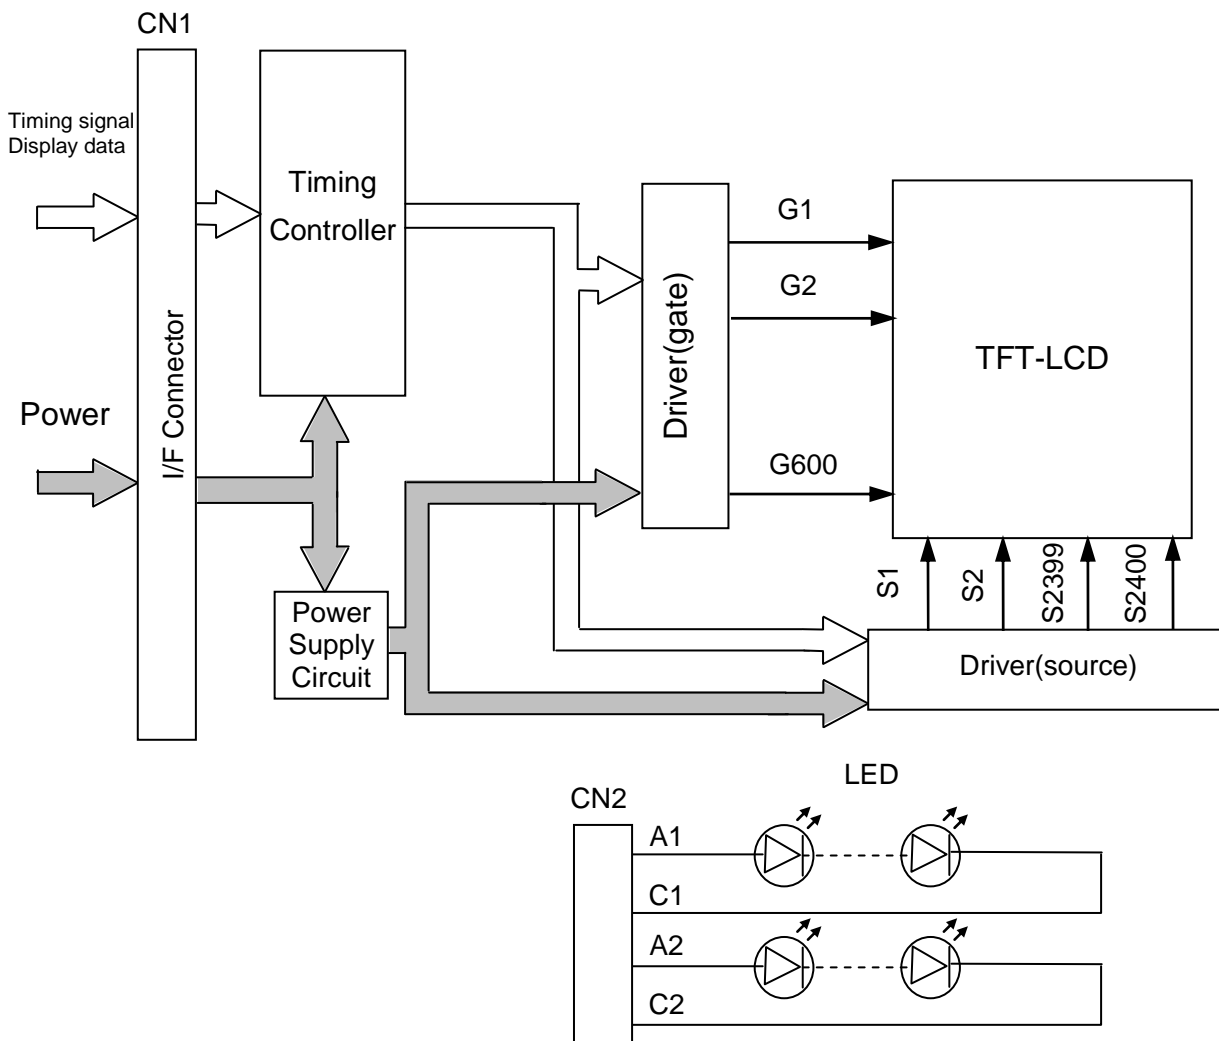 CN1
Timing signal
Display data
Timing
Controller
Power
I/F Connector
Driver(gate)
G1
G2
G600
TFT-LCD
S1
S2
S2399
S2400
Power
Supply
Circuit
Driver(source)
LED
CN2
A1
C1
A2
C2